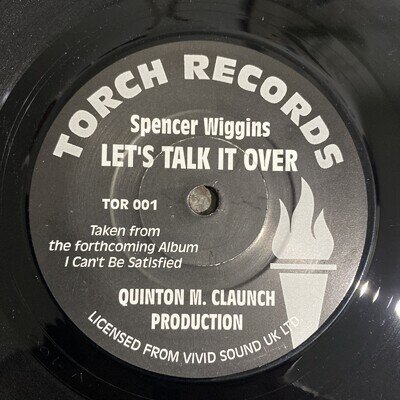 TORCH RECORDS
Spencer Wiggins
LET'S TALK IT OVER
TOR 001
Taken from
the forthcoming Album
I Can't Be Satisfied
QUINTON M. CLAUNCH
PRODUCTION
LICENSED FROM VIVID SOUND UK LTD